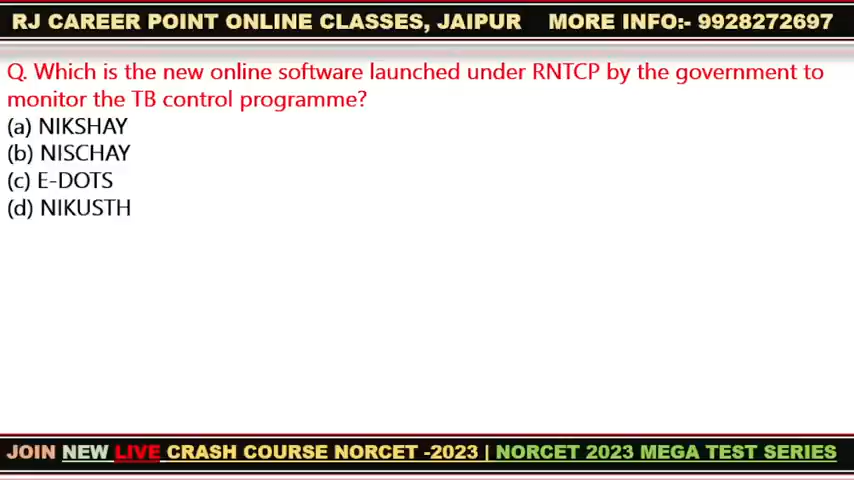 RJ CAREER POINT ONLINE CLASSES, JAIPUR MORE INFO:- 9928272697
Q. Which is the new online software launched under RNTCP by the government to
monitor the TB control programme?
(a) NIKSHAY
(b) NISCHAY
(c) E-DOTS
(d) NIKUSTH
JOIN NEW LIVE CRASH COURSE NORCET -2023 | NORCET 2023 MEGA TEST SERIES